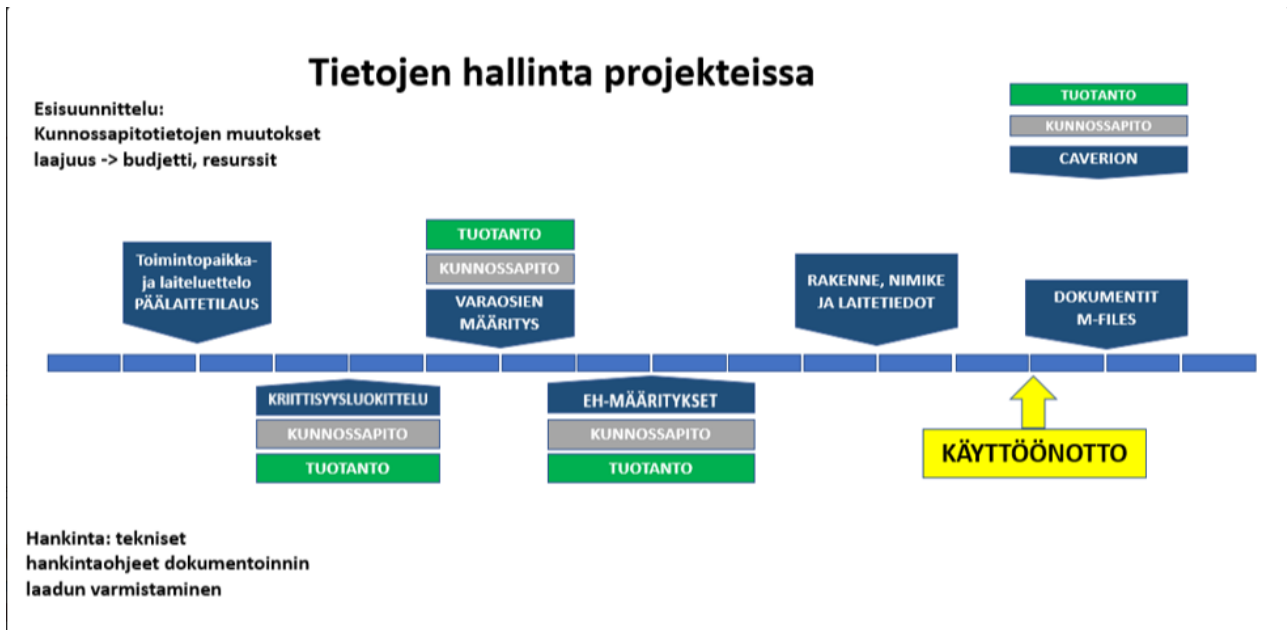 Tietojen hallinta projekteissa
Esisuunnittelu:
Kunnossapitotietojen muutokset
laajuus -> budjetti, resurssit
TUOTANTO
KUNNOSSAPITO
CAVERION
Toimintopaikka-
ja laiteluettelo
PÄÄLAITETILAUS
TUOTANTO
KUNNOSSAPITO
VARAOSIEN
MÄÄRITYS
RAKENNE, NIMIKE
JA LAITETIEDOT
DOKUMENTIT
M-FILES
KRIITTISYYSLUOKITTELU
KUNNOSSAPITO
TUOTANTO
EH-MÄÄRITYKSET
KUNNOSSAPITO
TUOTANTO
KÄYTTÖÖNOTTO
Hankinta: tekniset
hankintaohjeet dokumentoinnin
laadun varmistaminen